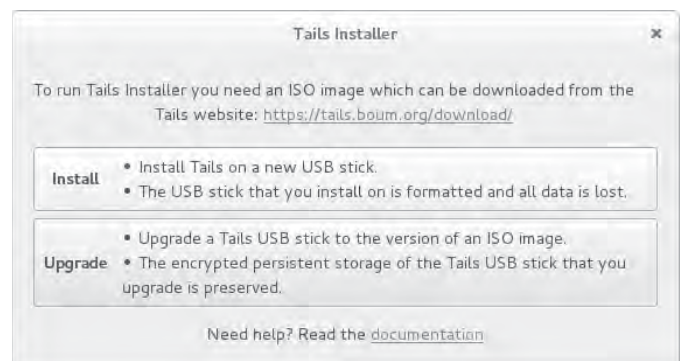 Tails Installer ×
To run Tails Installer you need an ISO image which can be downloaded from the
Tails website: https://tails.boum.org/download/
Install
• Install Tails on a new USB stick.
• The USB stick that you install on is formatted and all data is lost.
Upgrade
• Upgrade a Tails USB stick to the version of an ISO image.
• The encrypted persistent storage of the Tails USB stick that you
upgrade is preserved.
Need help? Read the documentation